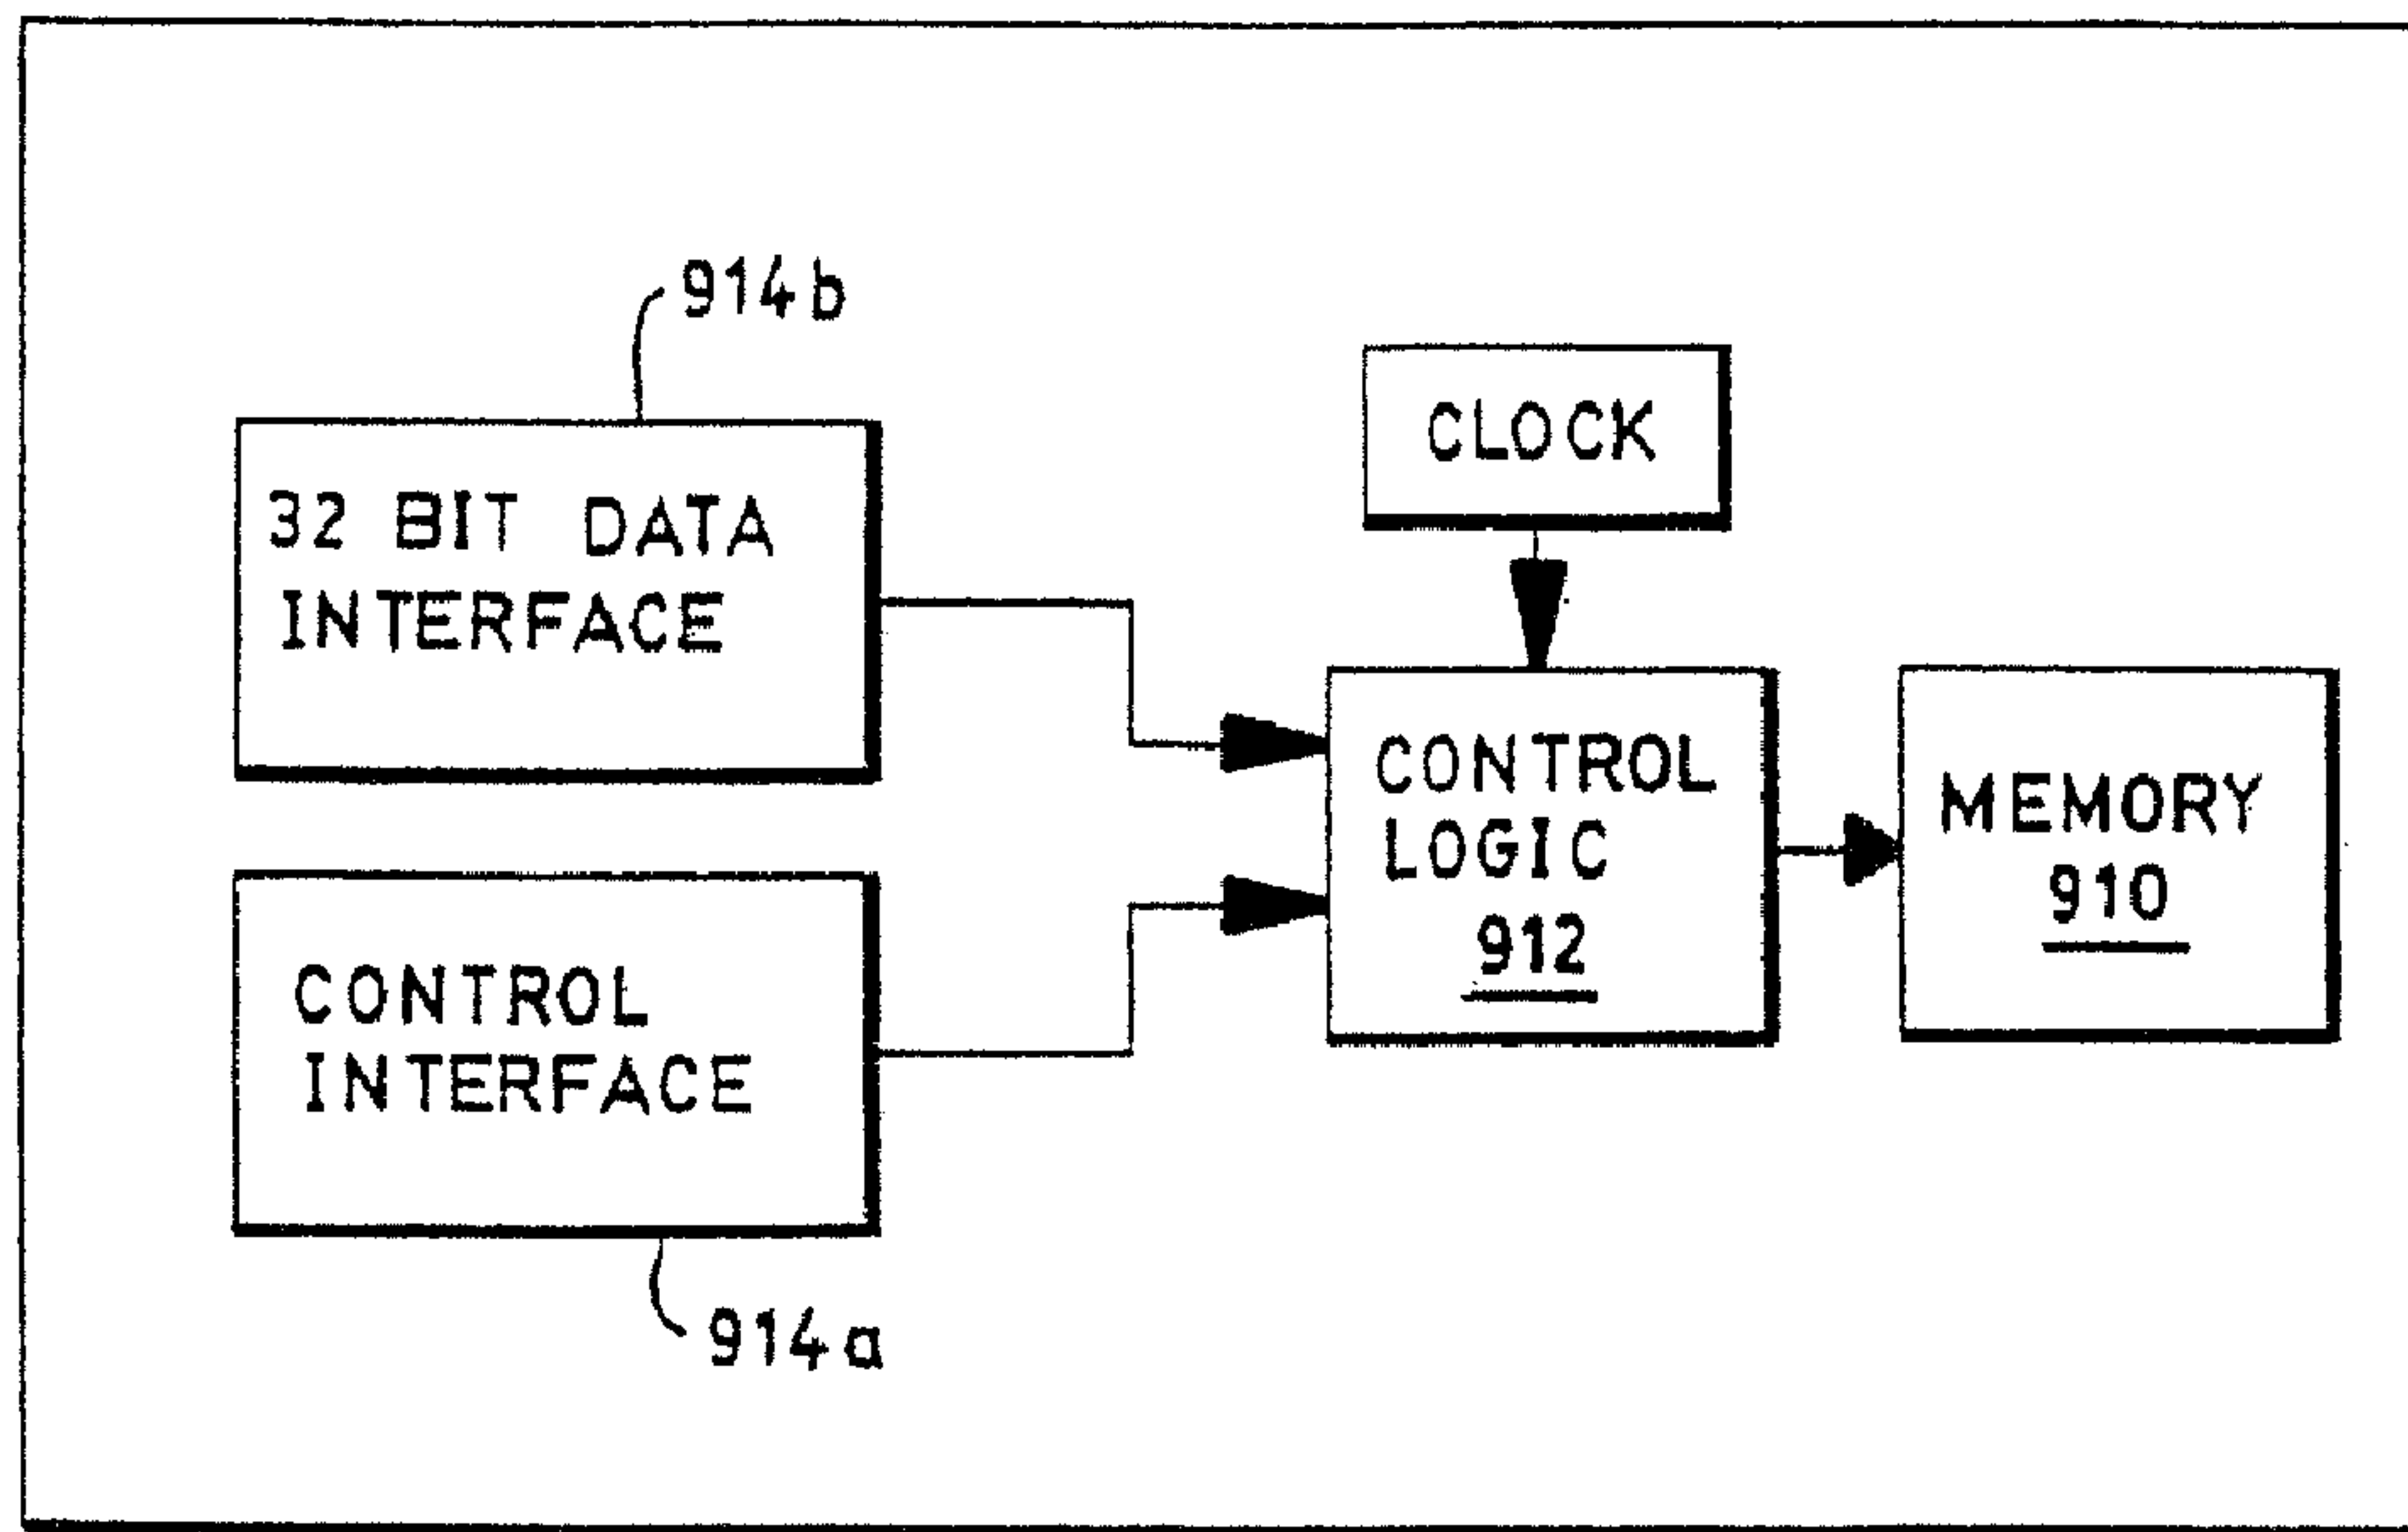 914b
32 BIT DATA
INTERFACE
CLOCK
CONTROL
LOGIC
912
MEMORY
910
CONTROL
INTERFACE
914a